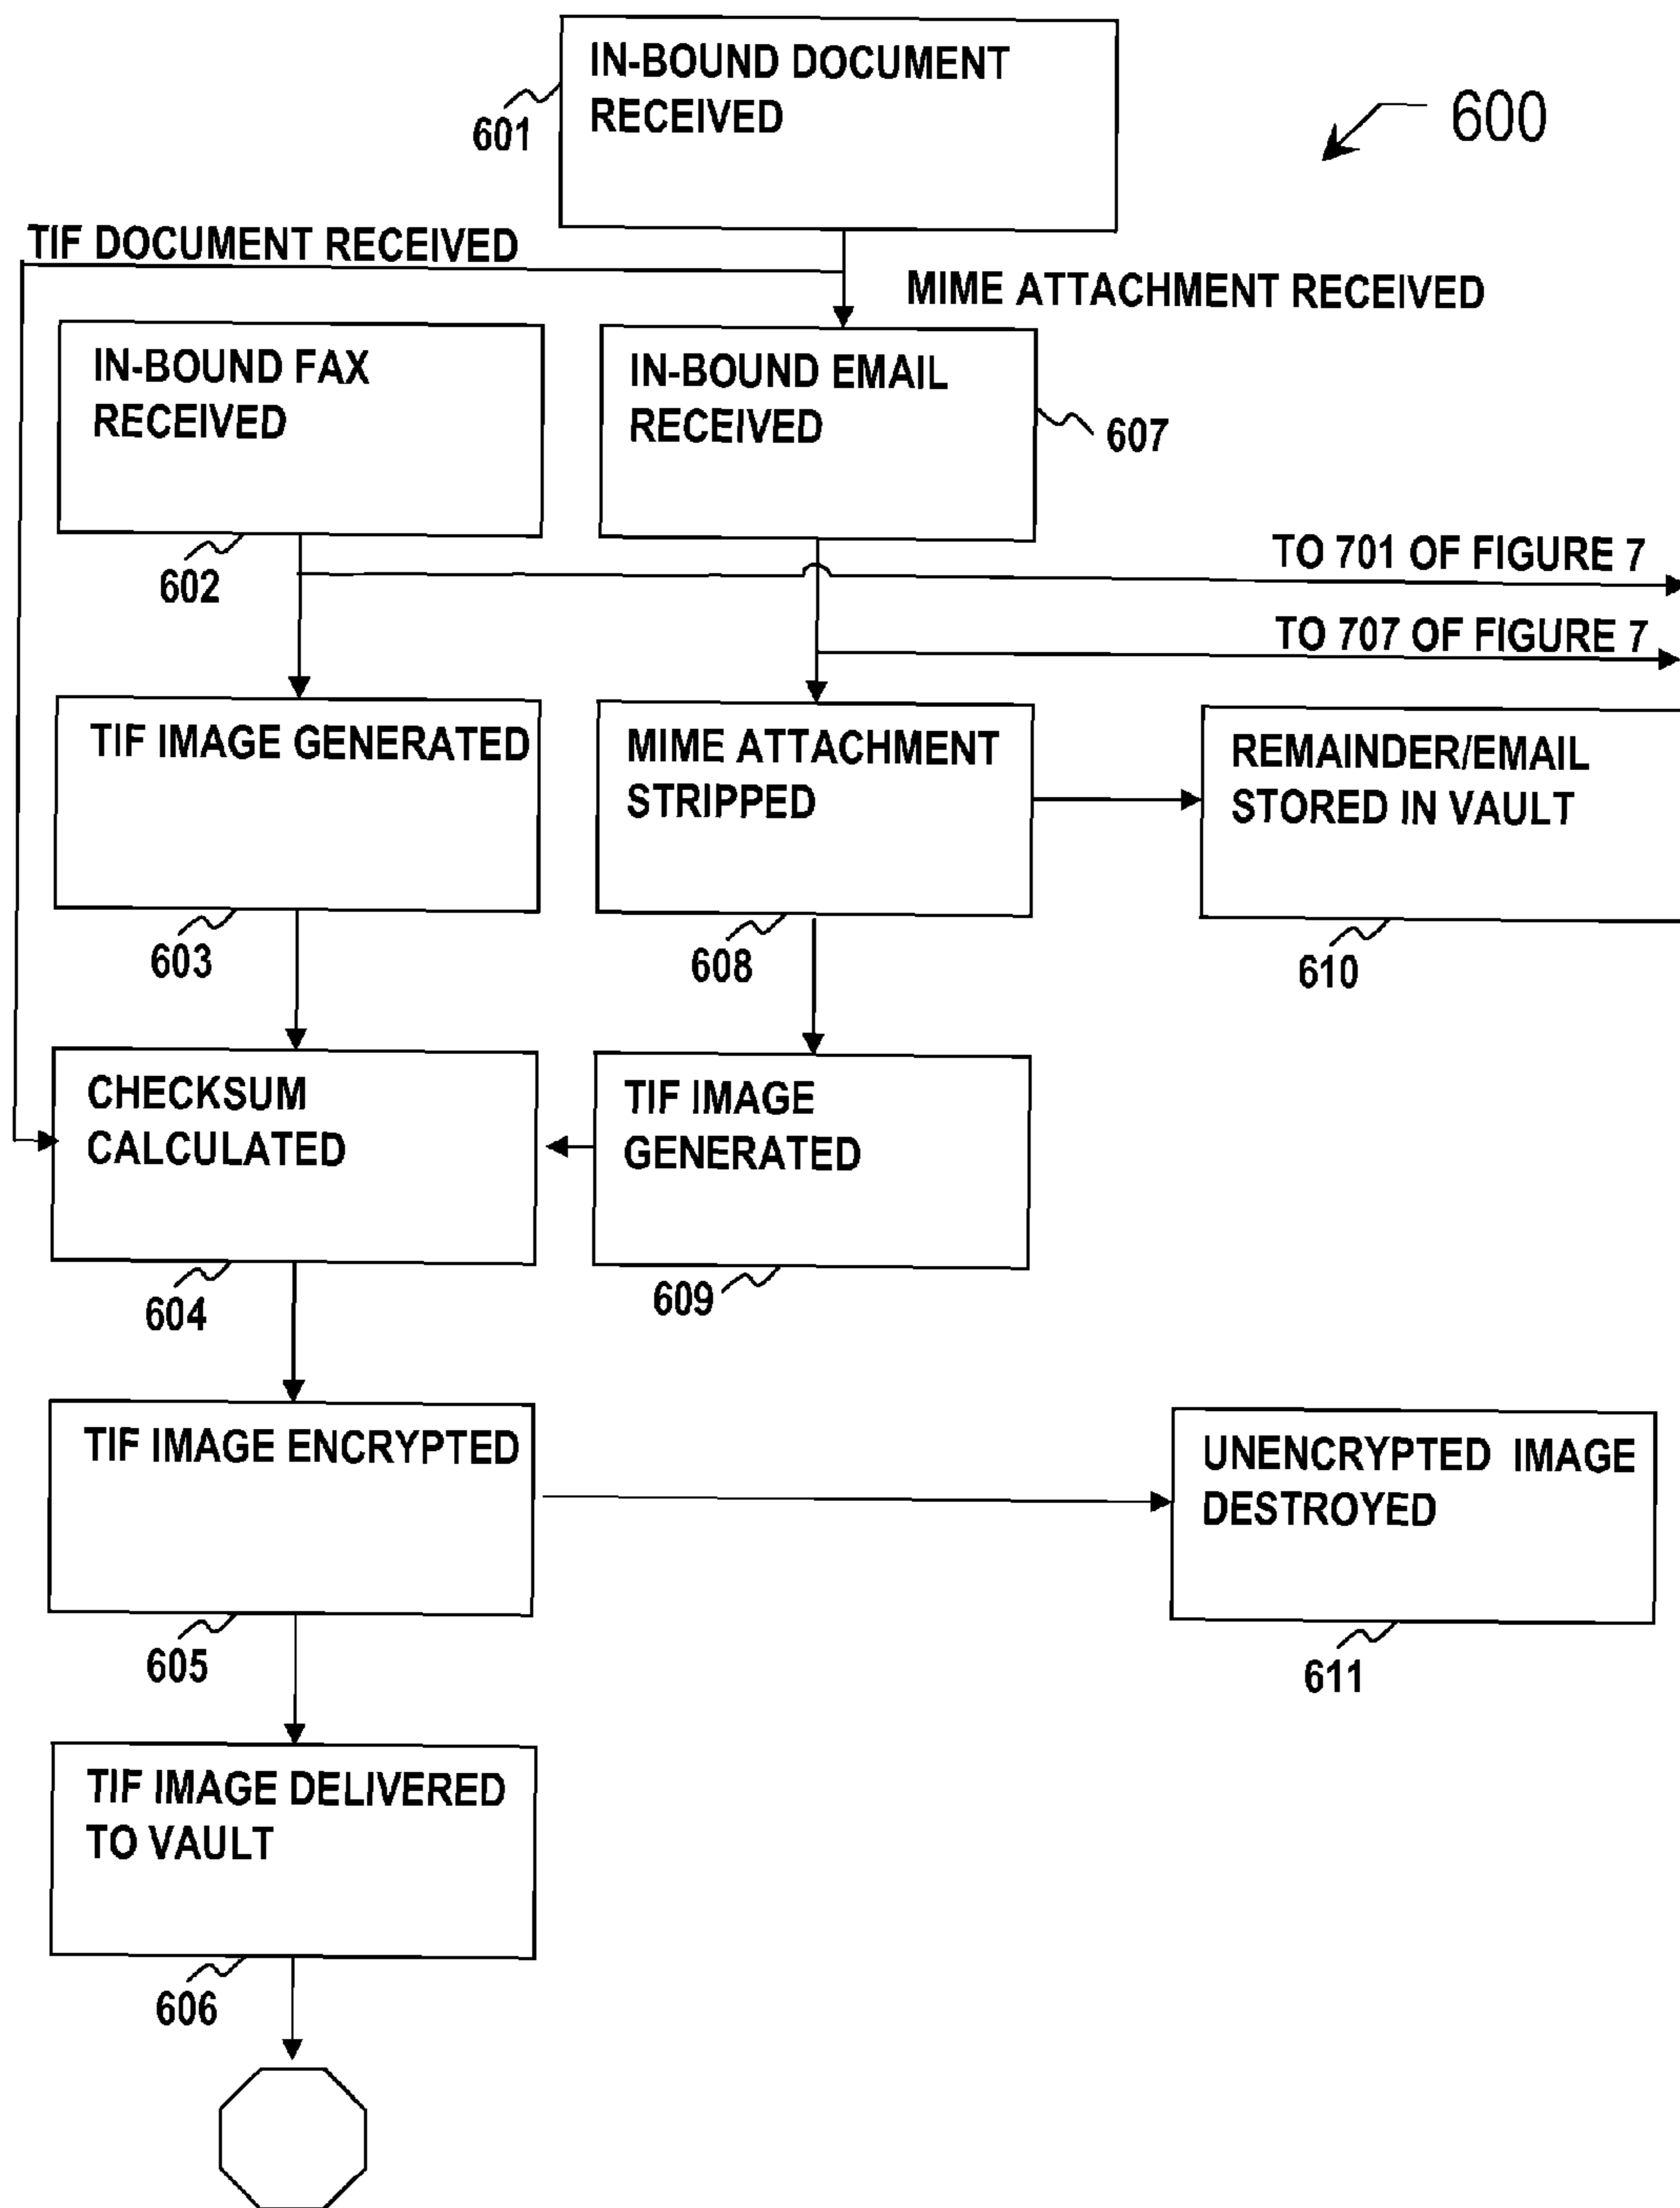 IN-BOUND DOCUMENT
RECEIVED
601
600
TIF DOCUMENT RECEIVED
MIME ATTACHMENT RECEIVED
IN-BOUND FAX
RECEIVED
602
IN-BOUND EMAIL
RECEIVED
607
TO 701 OF FIGURE 7
TO 707 OF FIGURE 7
TIF IMAGE GENERATED
603
MIME ATTACHMENT
STRIPPED
608
REMAINDER/EMAIL
STORED IN VAULT
610
CHECKSUM
CALCULATED
604
TIF IMAGE
GENERATED
609
TIF IMAGE ENCRYPTED
605
UNENCRYPTED IMAGE
DESTROYED
611
TIF IMAGE DELIVERED
TO VAULT
606